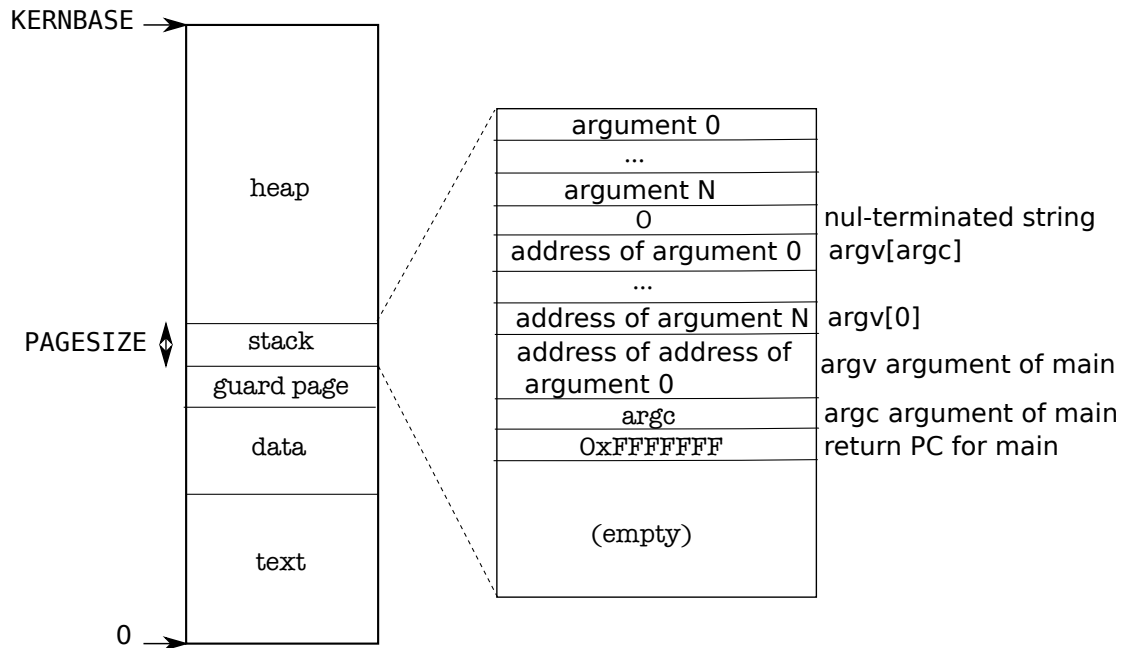 KERNBASE
heap
PAGESIZE
stack
guard page
data
text
0
argument 0
...
argument N
0 nul-terminated string
address of argument 0 argv[argc]
...
address of argument N argv[0]
address of address of
argument 0
argv argument of main
argc argc argument of main
0xFFFFFFF return PC for main
(empty)